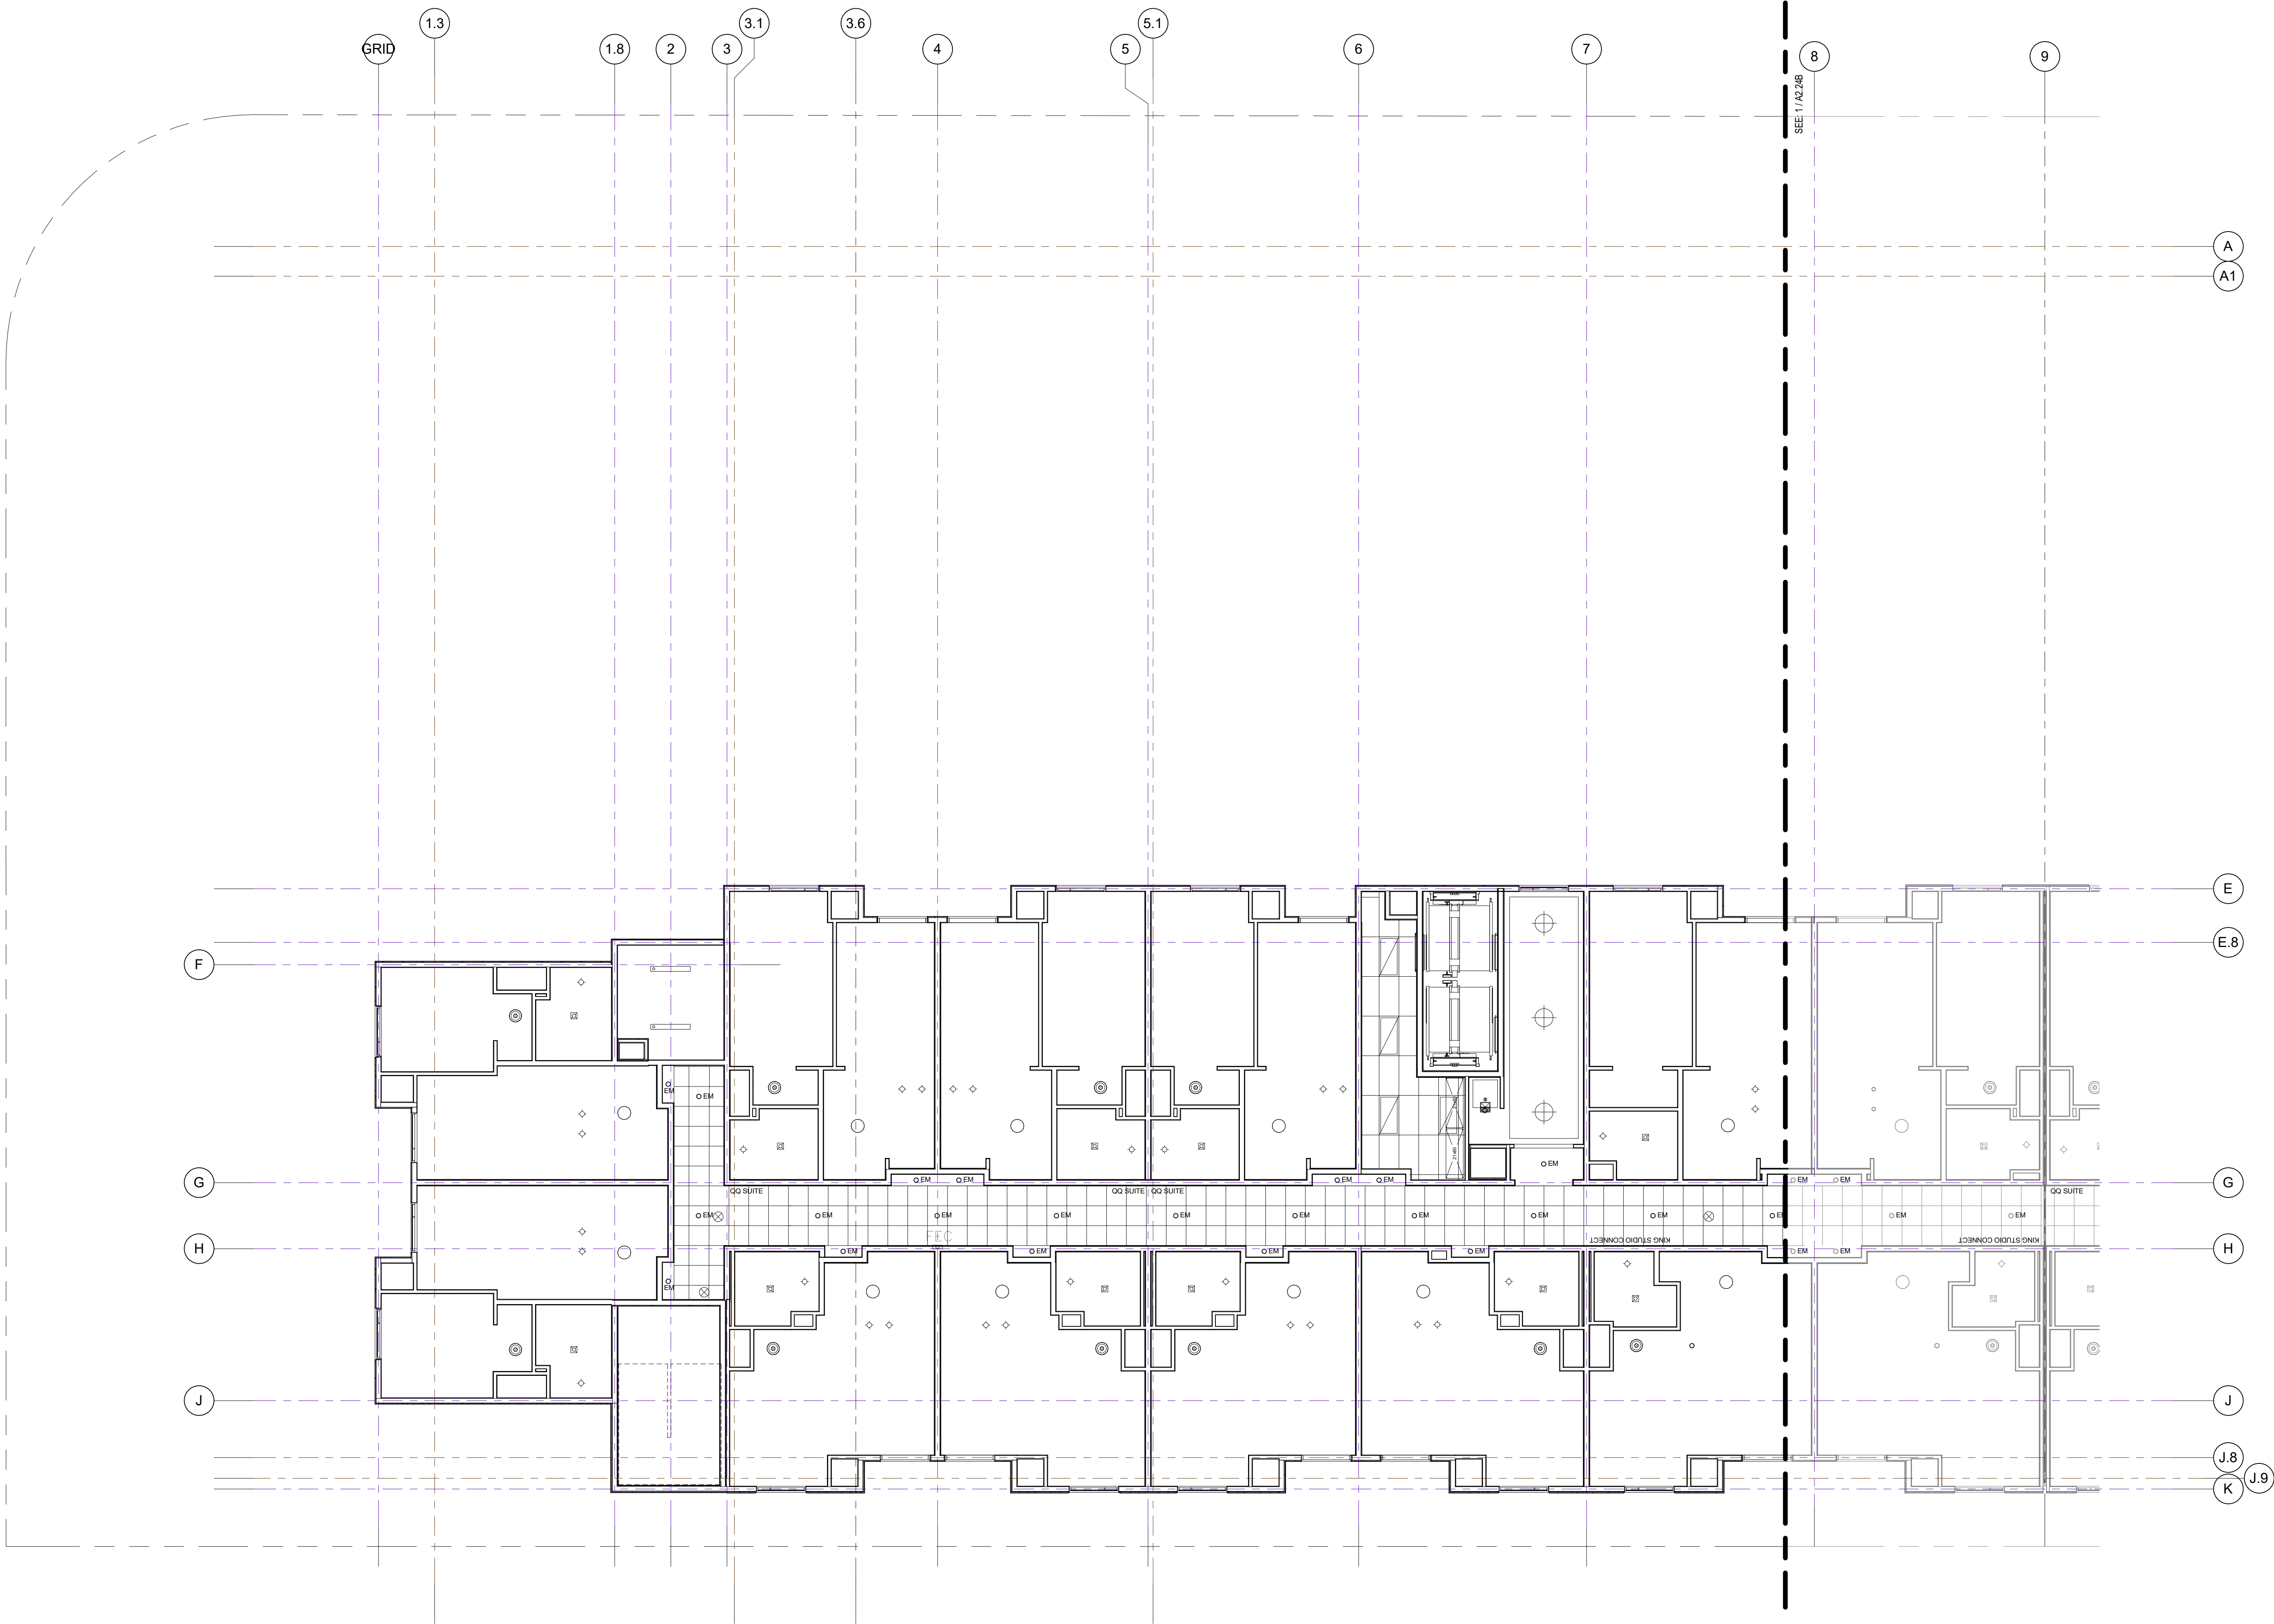 1.3
3.1
3.6
5.1
GRID
1.8
2
3
4
5
6
7
8
9
SEE: 1 / A2.24B
A
A1
E
E.8
F
EM
EM
EM
EM EM EM EM EM EM
G
G
QQ SUITE QQ SUITE QQ SUITE QQ SUITE
EM EM EM EM EM EM EM EM EM EM EM EM
FEC
KING STUDIO CONNECT KING STUDIO CONNECT
H
H
EM EM EM EM EM EM
EM
J
J
J.8
J.9
K